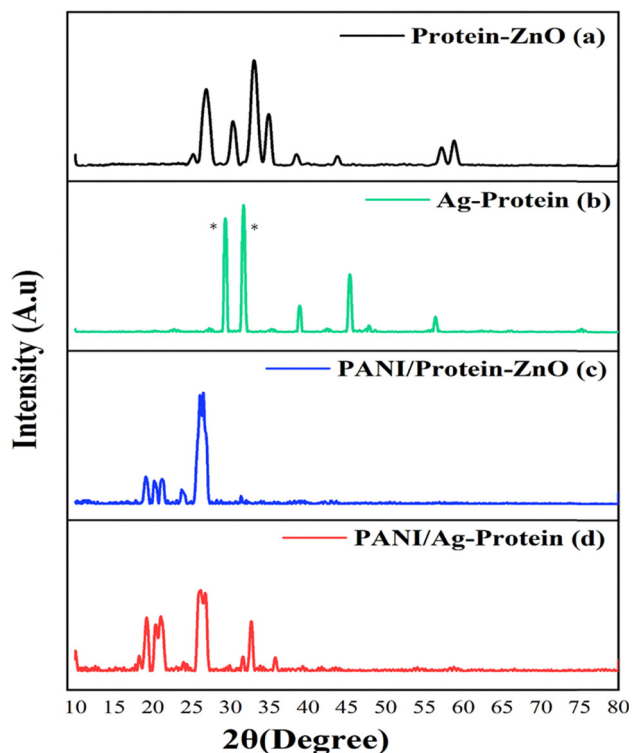 Protein-ZnO (a)
Ag-Protein (b)
* *
PANI/Protein-ZnO (c)
PANI/Ag-Protein (d)
Intensity (A.u)
10 15 20 25 30 35 40 45 50 55 60 65 70 75 80
2θ(Degree)